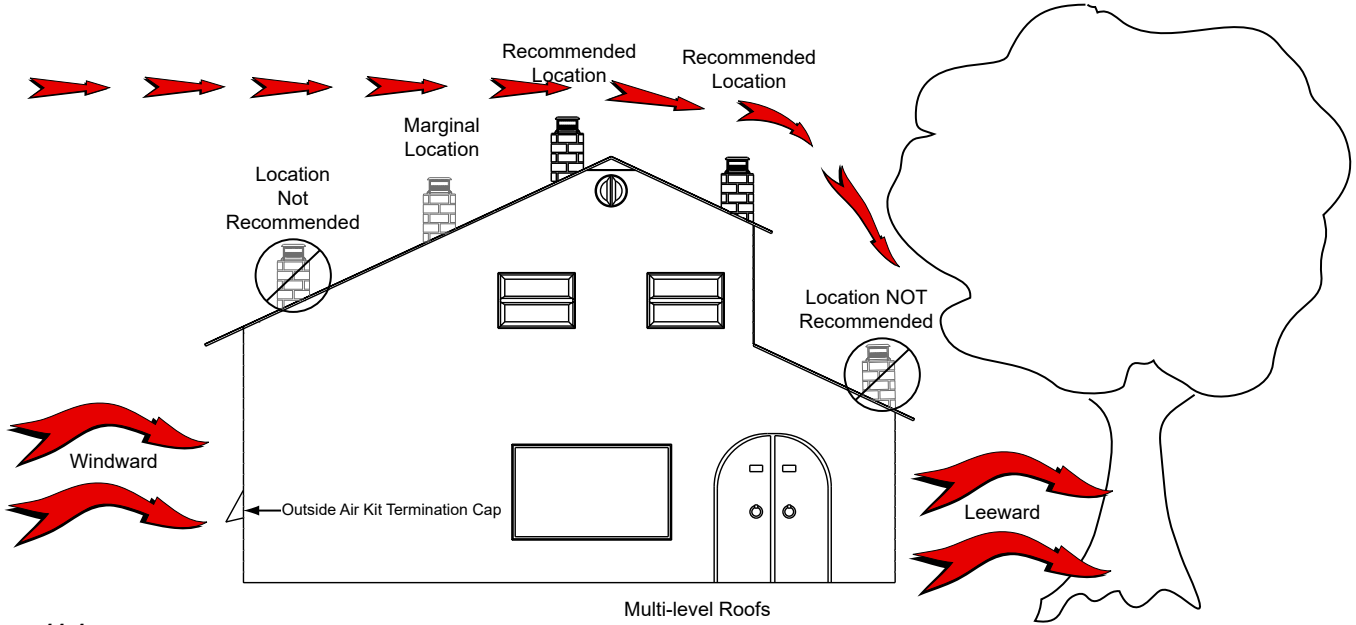 Recommended
Location
Recommended
Location
Marginal
Location
Location
Not
Recommended
Location NOT
Recommended
Windward
Outside Air Kit Termination Cap
Leeward
Multi-level Roofs